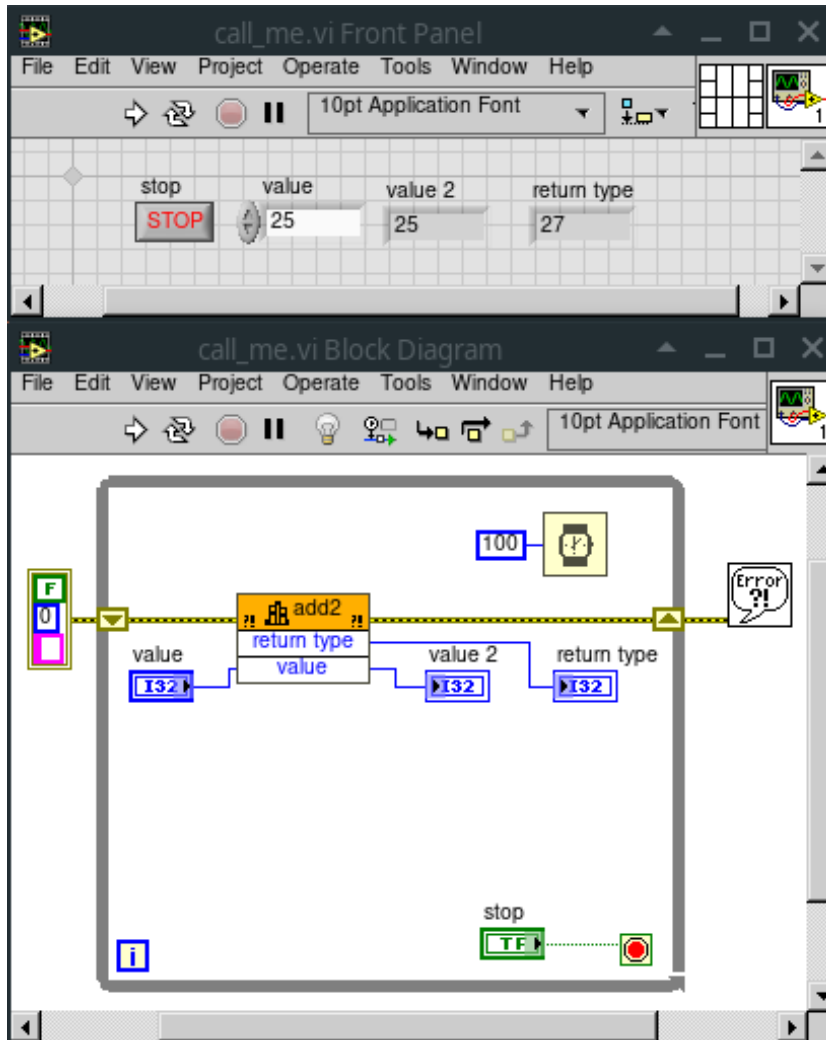 call_me.vi Front Panel
File Edit View Project Operate Tools Window Help
10pt Application Font
1
stop value value 2 return type
STOP 25 25 27
call_me.vi Block Diagram
File Edit View Project Operate Tools Window Help
10pt Application Font
1
100
F
0
Error
?!
?! add2 ?!
return type
value
value
I32
value 2
I32
return type
I32
stop
TF
i